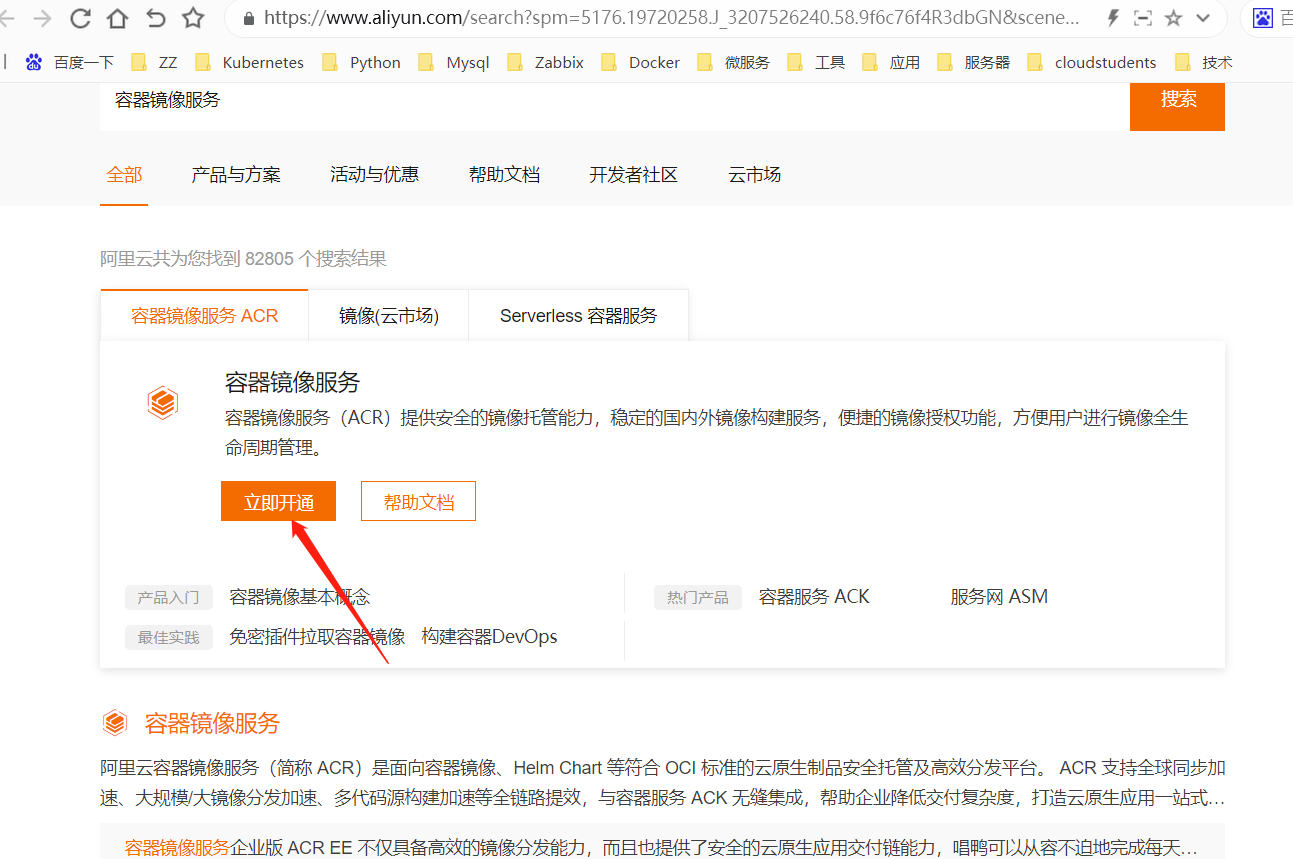 https://www.aliyun.com/search?spm=5176.19720258.J_3207526240.58.9f6c76f4R3dbGN&scene...
百度一下 ZZ Kubernetes Python Mysql Zabbix Docker 微服务 工具 应用 服务器 cloudstudents 技术
容器镜像服务 搜索
全部 产品与方案 活动与优惠 帮助文档 开发者社区 云市场
阿里云共为您找到 82805 个搜索结果
容器镜像服务 ACR 镜像(云市场) Serverless 容器服务
容器镜像服务
容器镜像服务（ACR）提供安全的镜像托管能力，稳定的国内外镜像构建服务，便捷的镜像授权功能，方便用户进行镜像全生
命周期管理。
立即开通 帮助文档
产品入门 容器镜像基本概念 热门产品 容器服务 ACK 服务网 ASM
最佳实践 免密插件拉取容器镜像 构建容器DevOps
容器镜像服务
阿里云容器镜像服务（简称 ACR）是面向容器镜像、Helm Chart 等符合 OCI 标准的云原生制品安全托管及高效分发平台。 ACR 支持全球同步加
速、大规模/大镜像分发加速、多代码源构建加速等全链路提效，与容器服务 ACK 无缝集成，帮助企业降低交付复杂度，打造云原生应用一站式...
容器镜像服务企业版 ACR EE 不仅具备高效的镜像分发能力，而且也提供了安全的云原生应用交付链能力，唱鸭可以从容不迫地完成每天...